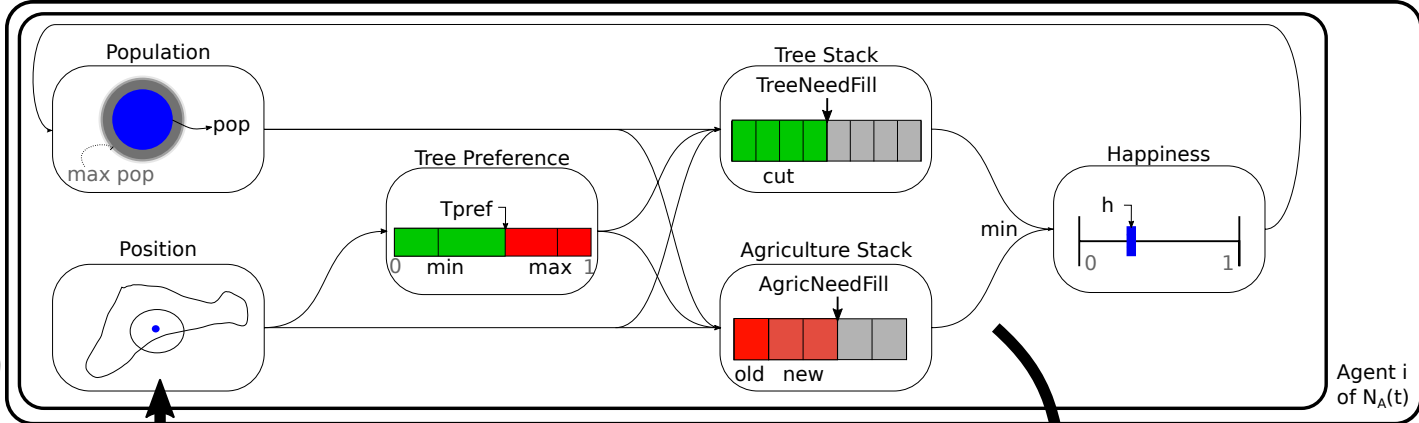 Population
pop
max pop
Position
Tree Preference
Tpref
0
min
max
1
Tree Stack
TreeNeedFill
cut
Agriculture Stack
AgricNeedFill
old
new
min
Happiness
h
0
1
Agent i
of N_A(t)